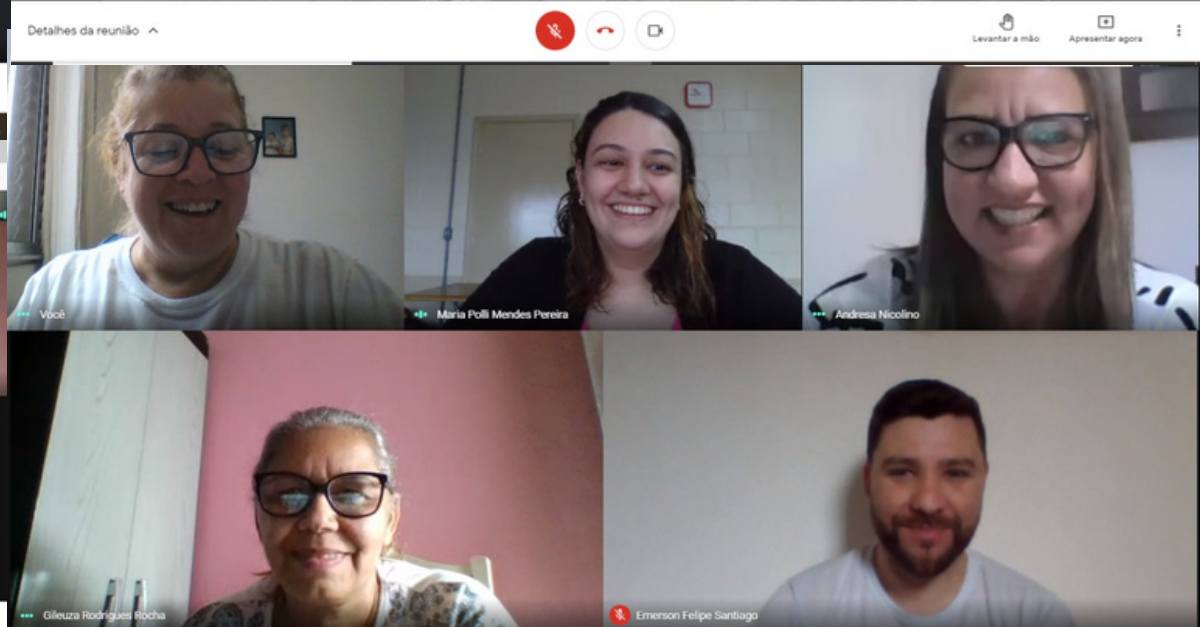 Detalhes da reunião
Levantar a mão
Apresentar agora
Você
Maria Polli Mendes Pereira
Andresa Nicolino
Gileuza Rodrigues Rocha
Emerson Felipe Santiago